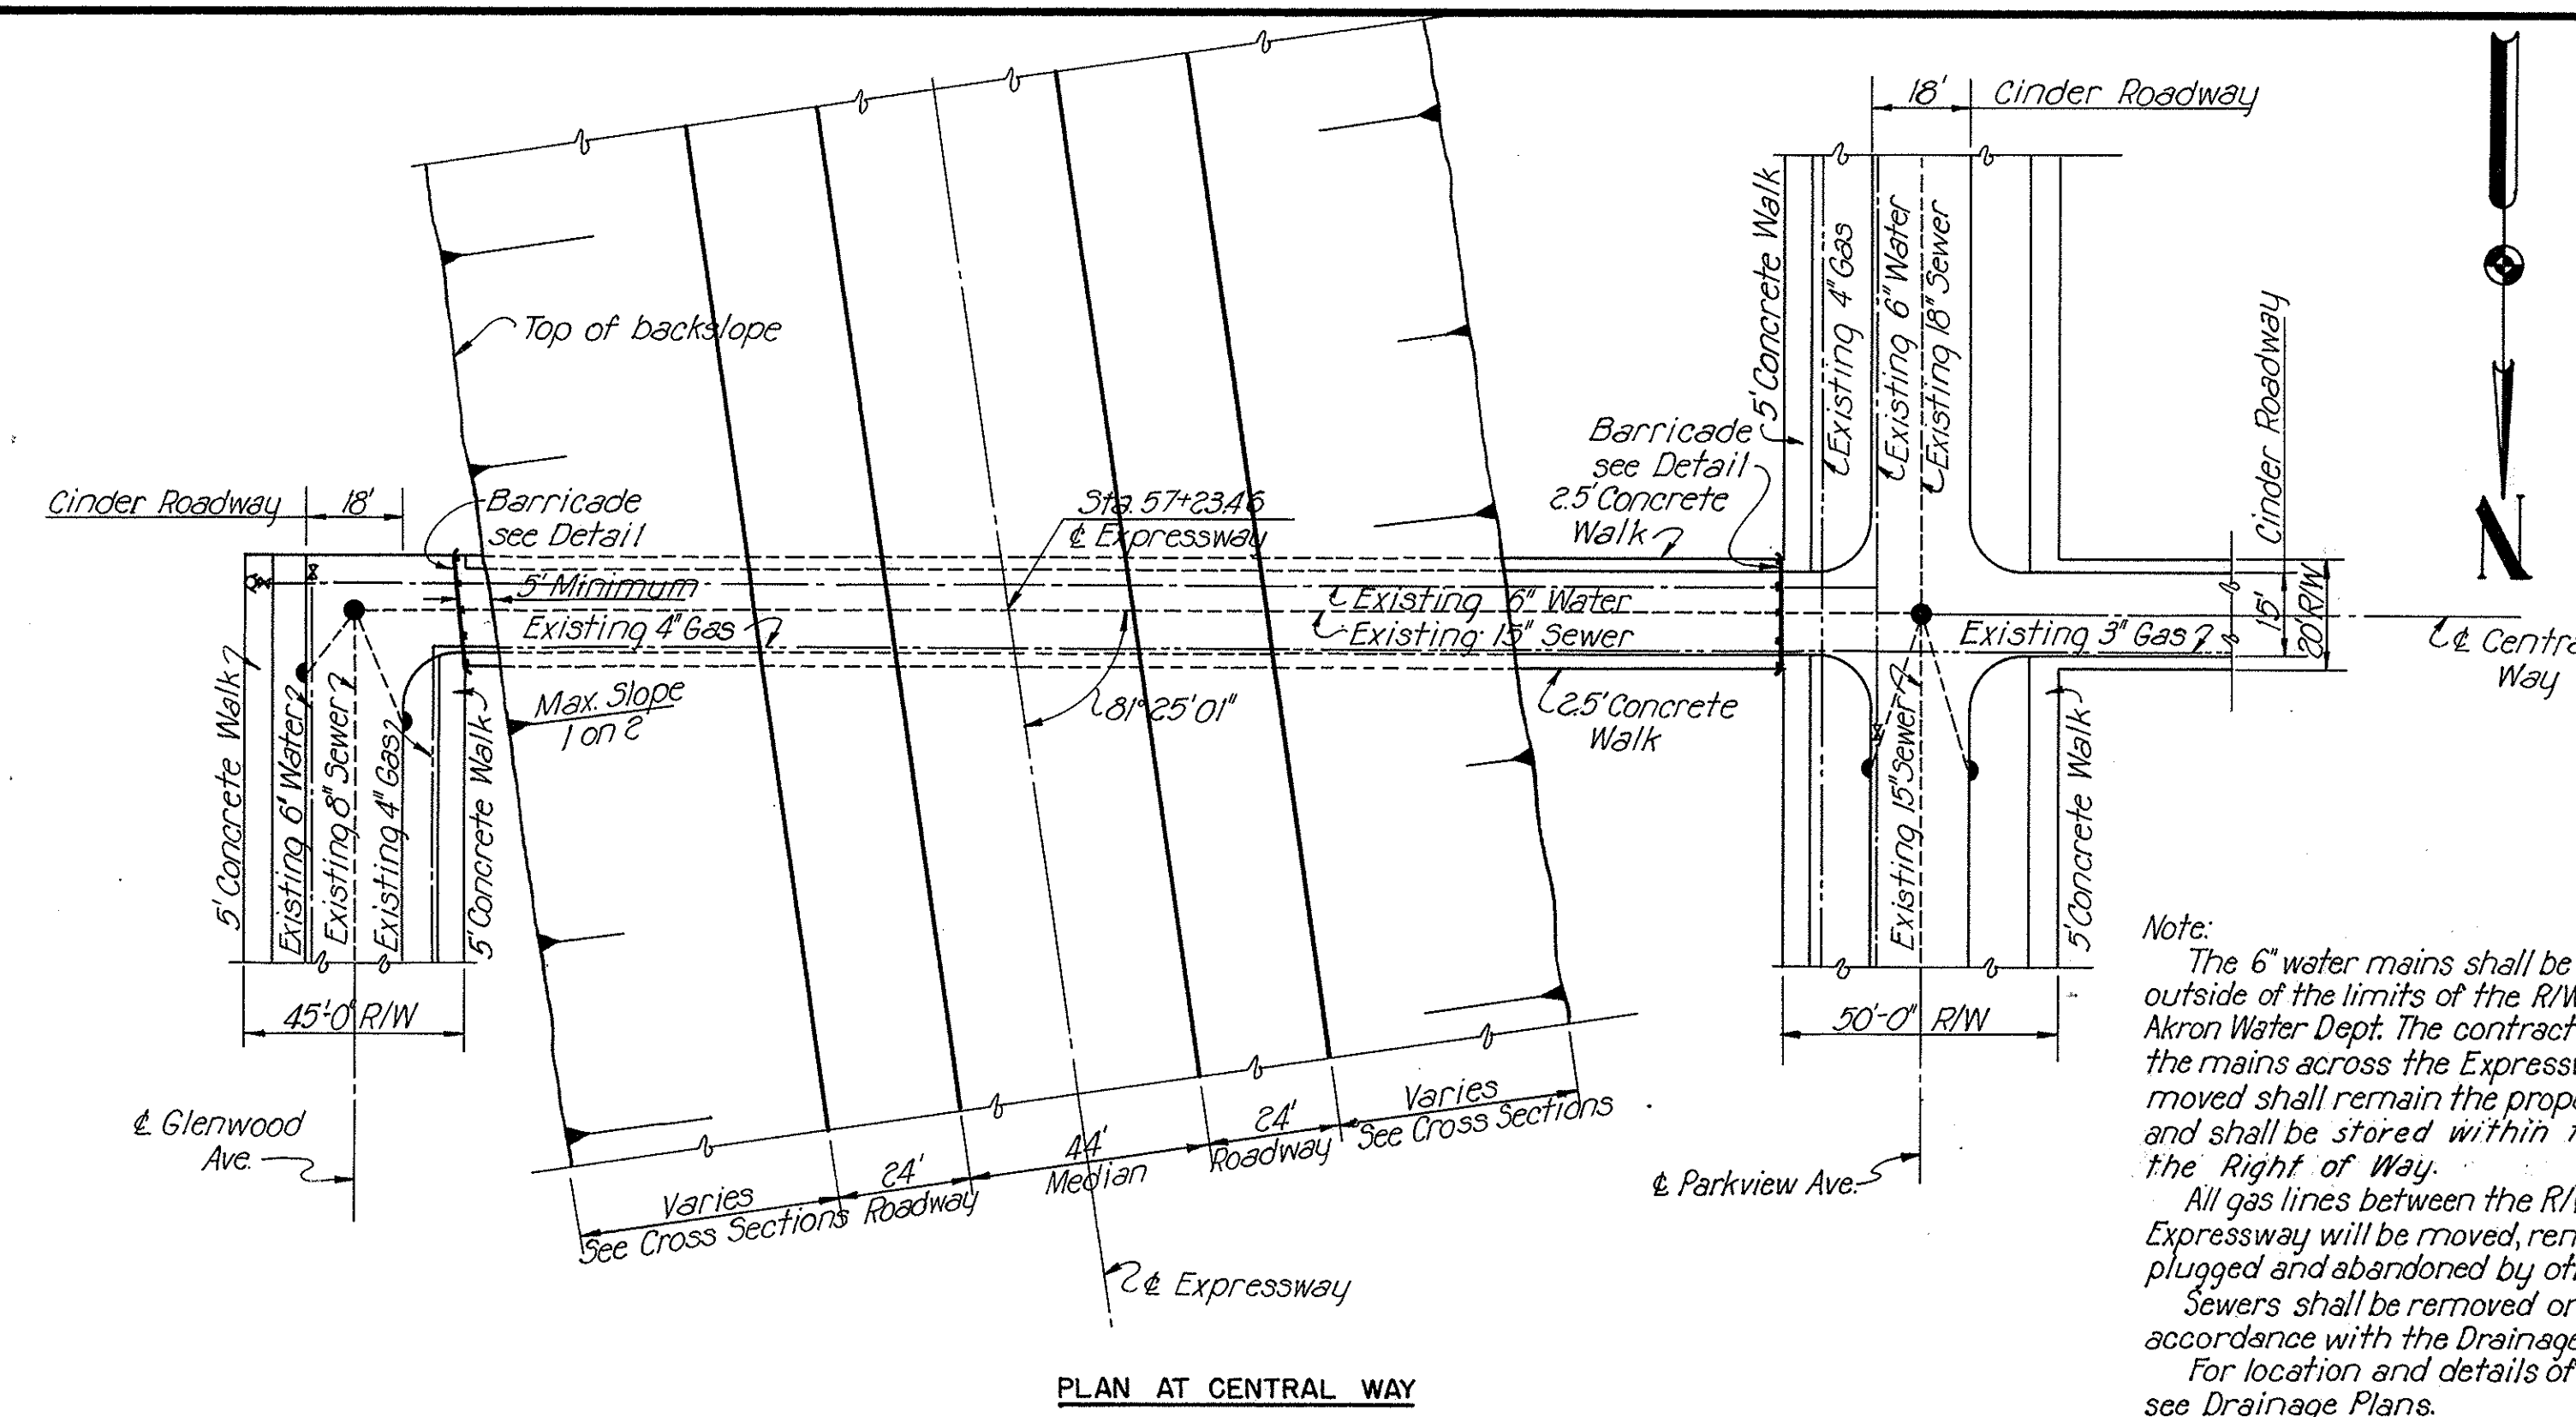 18'
Cinder Roadway
5' Concrete Walk
Existing 4" Gas
Existing 6" Water
Existing 18" Sewer
Cinder Roadway
N
Top of backslope
Barricade
see Detail
2.5' Concrete
Walk
Cinder Roadway
18'
Barricade
see Detail
Sta. 57+23.46
℄ Expressway
5' Minimum
Existing 4" Gas
Existing 6" Water
Existing 15" Sewer
Existing 3" Gas
15'
20' R/W
℄ Centra
Way
Max. Slope
1 on 2
81°25'01"
2.5' Concrete
Walk
5' Concrete Walk
Existing 6" Water
Existing 8" Sewer
Existing 4" Gas
5' Concrete Walk
Existing 15" Sewer
5' Concrete Walk
45'-0" R/W
50'-0" R/W
℄ Glenwood
Ave.
℄ Parkview Ave.
Varies
See Cross Sections
24'
Roadway
44'
Median
24'
Roadway
Varies
See Cross Sections
℄ Expressway
Note:
The 6" water mains shall be
outside of the limits of the R/W
Akron Water Dept. The contract
the mains across the Expressw
moved shall remain the prope
and shall be stored within
the Right of Way.
All gas lines between the R/
Expressway will be moved, ren
plugged and abandoned by ot
Sewers shall be removed or
accordance with the Drainage
For location and details of
see Drainage Plans.
PLAN AT CENTRAL WAY